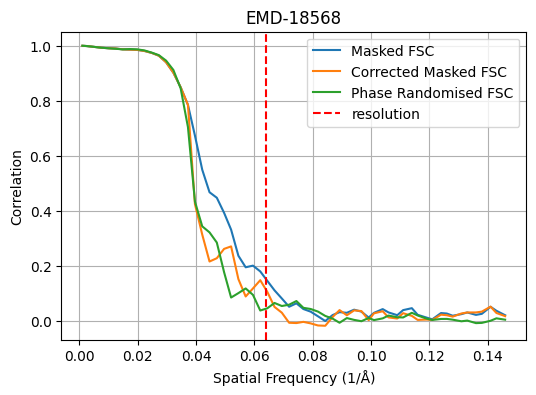 EMD-18568
Masked FSC
Corrected Masked FSC
Phase Randomised FSC
resolution
Correlation
1.0
0.8
0.6
0.4
0.2
0.0
0.00 0.02 0.04 0.06 0.08 0.10 0.12 0.14
Spatial Frequency (1/Å)